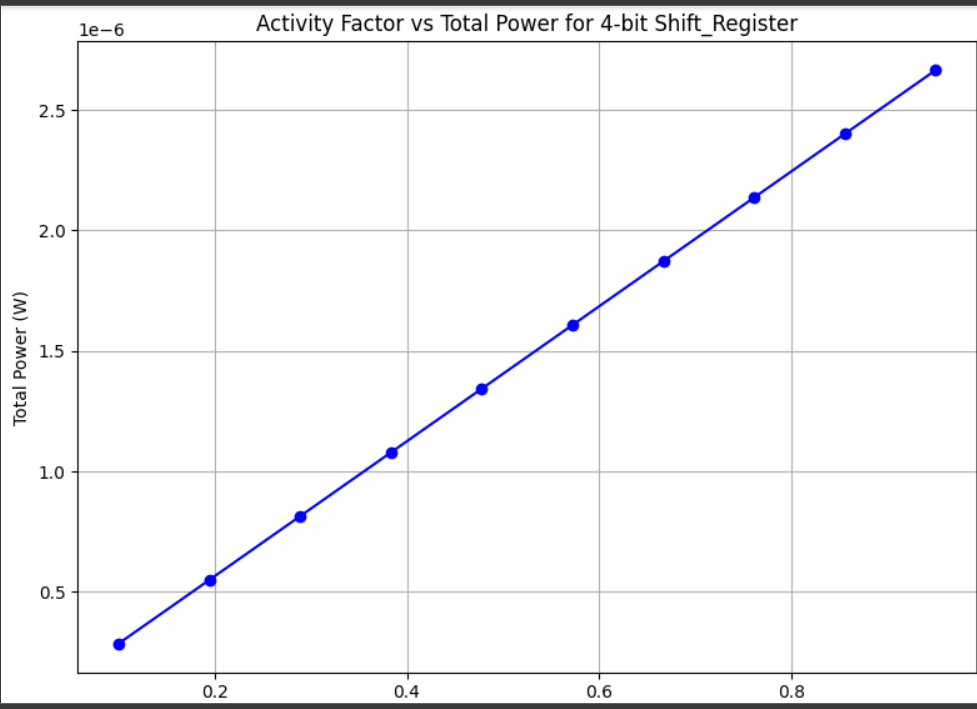 Activity Factor vs Total Power for 4-bit Shift_Register
1e−6
2.5
2.0
1.5
1.0
0.5
Total Power (W)
0.2 0.4 0.6 0.8